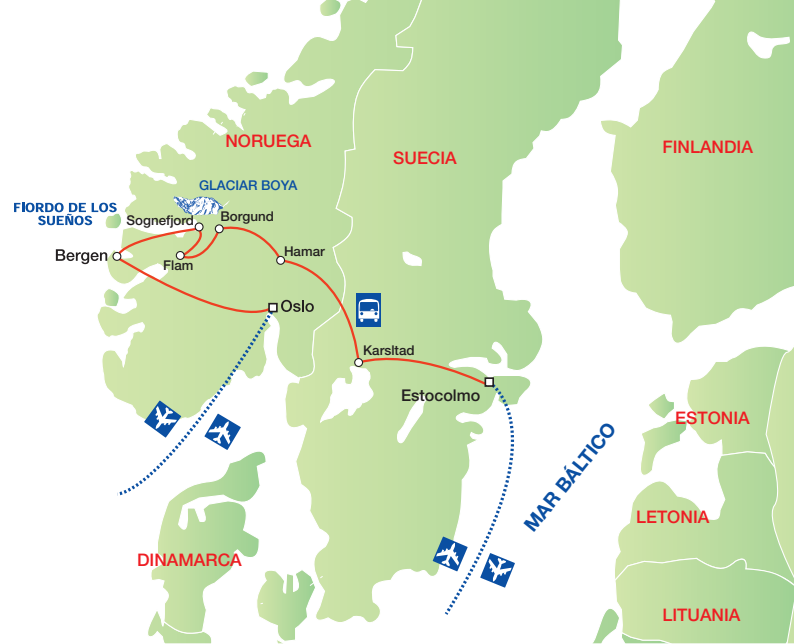 NORUEGA
SUECIA
FINLANDIA
GLACIAR BOYA
FIORDO DE LOS
SUEÑOS
Sognefjord
Borgund
Bergen
Flam
Hamar
Oslo
Karsltad
Estocolmo
ESTONIA
MAR BÁLTICO
LETONIA
DINAMARCA
LITUANIA